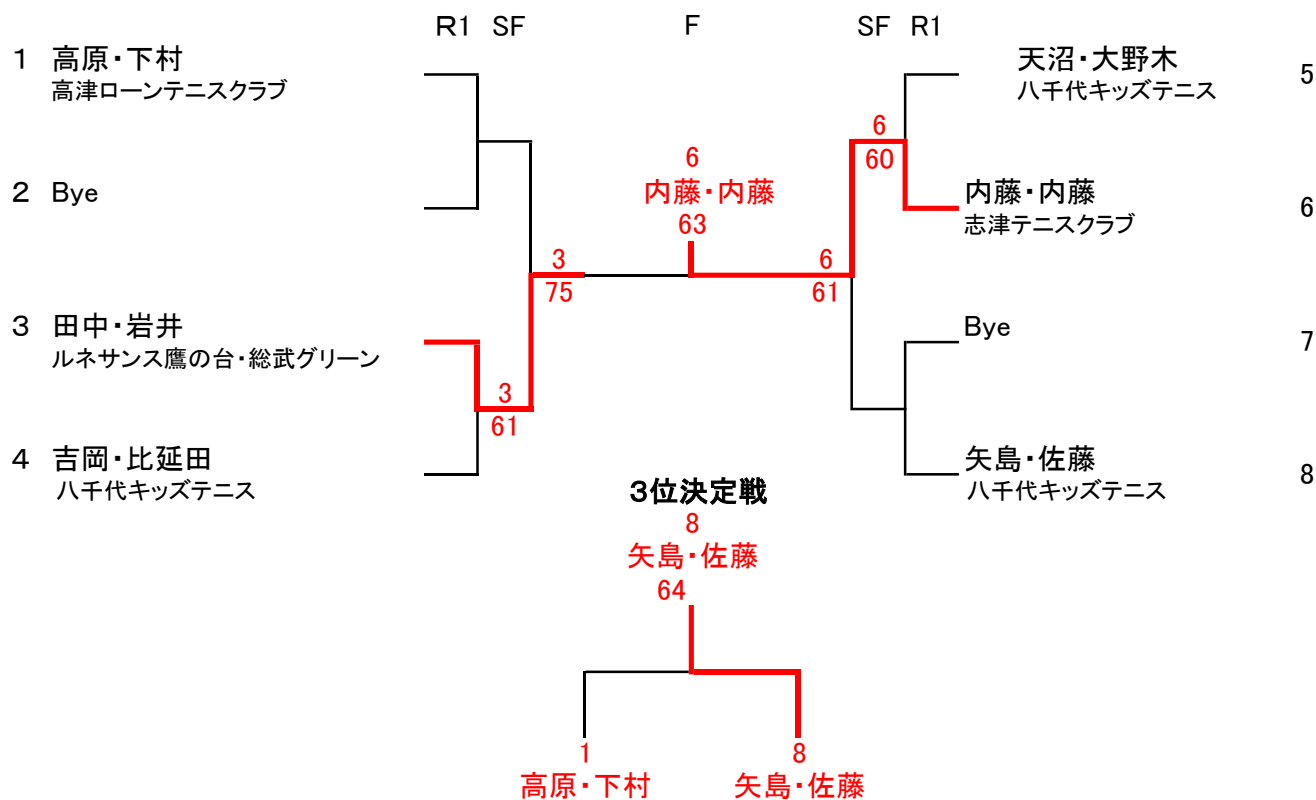 R1 SF F SF R1
1 高原・下村
高津ローンテニスクラブ
天沼・大野木 5
八千代キッズテニス
6
60
6
内藤・内藤
63
2 Bye
内藤・内藤 6
志津テニスクラブ
3
75
6
61
3 田中・岩井
ルネサンス鷹の台・総武グリーン
Bye 7
3
61
4 吉岡・比延田
八千代キッズテニス
矢島・佐藤 8
八千代キッズテニス
3位決定戦
8
矢島・佐藤
64
1 8
高原・下村 矢島・佐藤